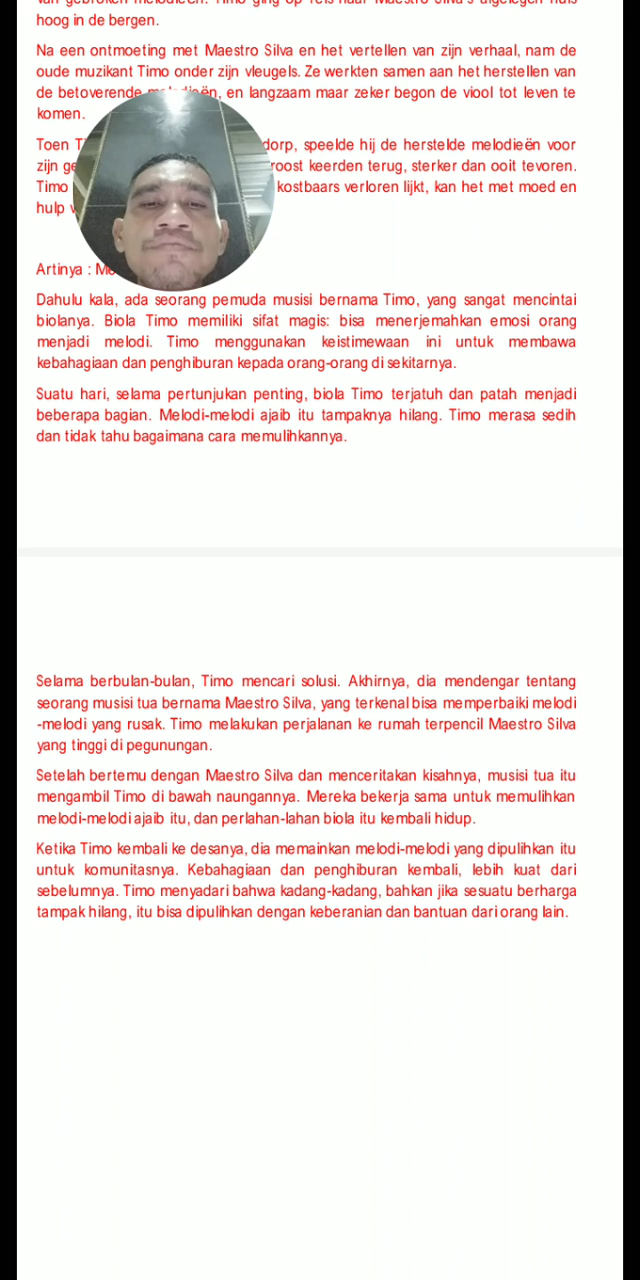 hoog in de bergen.
Na een ontmoeting met Maestro Silva en het vertellen van zijn verhaal, nam de
oude muzikant Timo onder zijn vleugels. Ze werkten samen aan het herstellen van
de betoverende en langzaam maar zeker begon de viool tot leven te
komen.
Toen dorp, speelde hij de herstelde melodieën voor
zijn keerden terug, sterker dan ooit tevoren.
Timo kostbaars verloren lijkt, kan het met moed en
hulp
Artinya :
Dahulu kala, ada seorang pemuda musisi bernama Timo, yang sangat mencintai
biolanya. Biola Timo memiliki sifat magis: bisa menerjemahkan emosi orang
menjadi melodi. Timo menggunakan keistimewaan ini untuk membawa
kebahagiaan dan penghiburan kepada orang-orang di sekitarnya.
Suatu hari, selama pertunjukan penting, biola Timo terjatuh dan patah menjadi
beberapa bagian. Melodi-melodi ajaib itu tampaknya hilang. Timo merasa sedih
dan tidak tahu bagaimana cara memulihkannya.
Selama berbulan-bulan, Timo mencari solusi. Akhirnya, dia mendengar tentang
seorang musisi tua bernama Maestro Silva, yang terkenal bisa memperbaiki melodi
-melodi yang rusak. Timo melakukan perjalanan ke rumah terpencil Maestro Silva
yang tinggi di pegunungan.
Setelah bertemu dengan Maestro Silva dan menceritakan kisahnya, musisi tua itu
mengambil Timo di bawah naungannya. Mereka bekerja sama untuk memulihkan
melodi-melodi ajaib itu, dan perlahan-lahan biola itu kembali hidup.
Ketika Timo kembali ke desanya, dia memainkan melodi-melodi yang dipulihkan itu
untuk komunitasnya. Kebahagiaan dan penghiburan kembali, lebih kuat dari
sebelumnya. Timo menyadari bahwa kadang-kadang, bahkan jika sesuatu berharga
tampak hilang, itu bisa dipulihkan dengan keberanian dan bantuan dari orang lain.